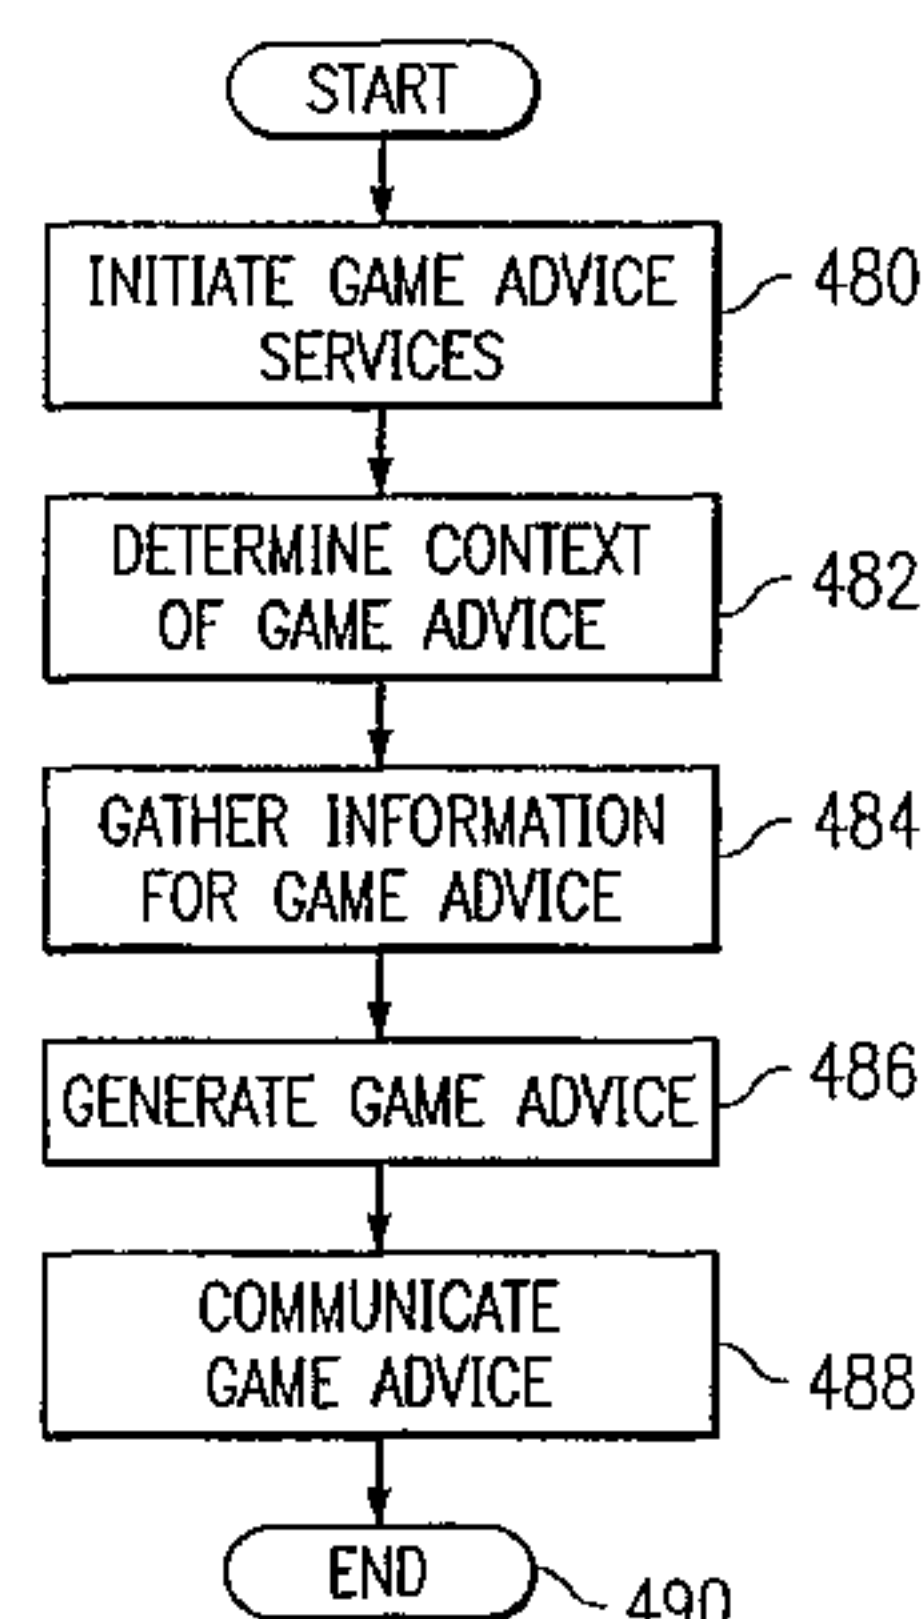 START
INITIATE GAME ADVICE
SERVICES
480
DETERMINE CONTEXT
OF GAME ADVICE
482
GATHER INFORMATION
FOR GAME ADVICE
484
GENERATE GAME ADVICE
486
COMMUNICATE
GAME ADVICE
488
END
490